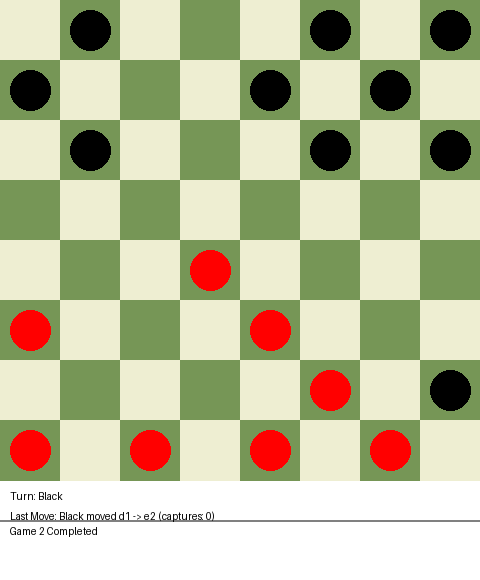 Turn: Black
Last Move: Black moved d1 -> e2 (captures: 0)
Game 2 Completed